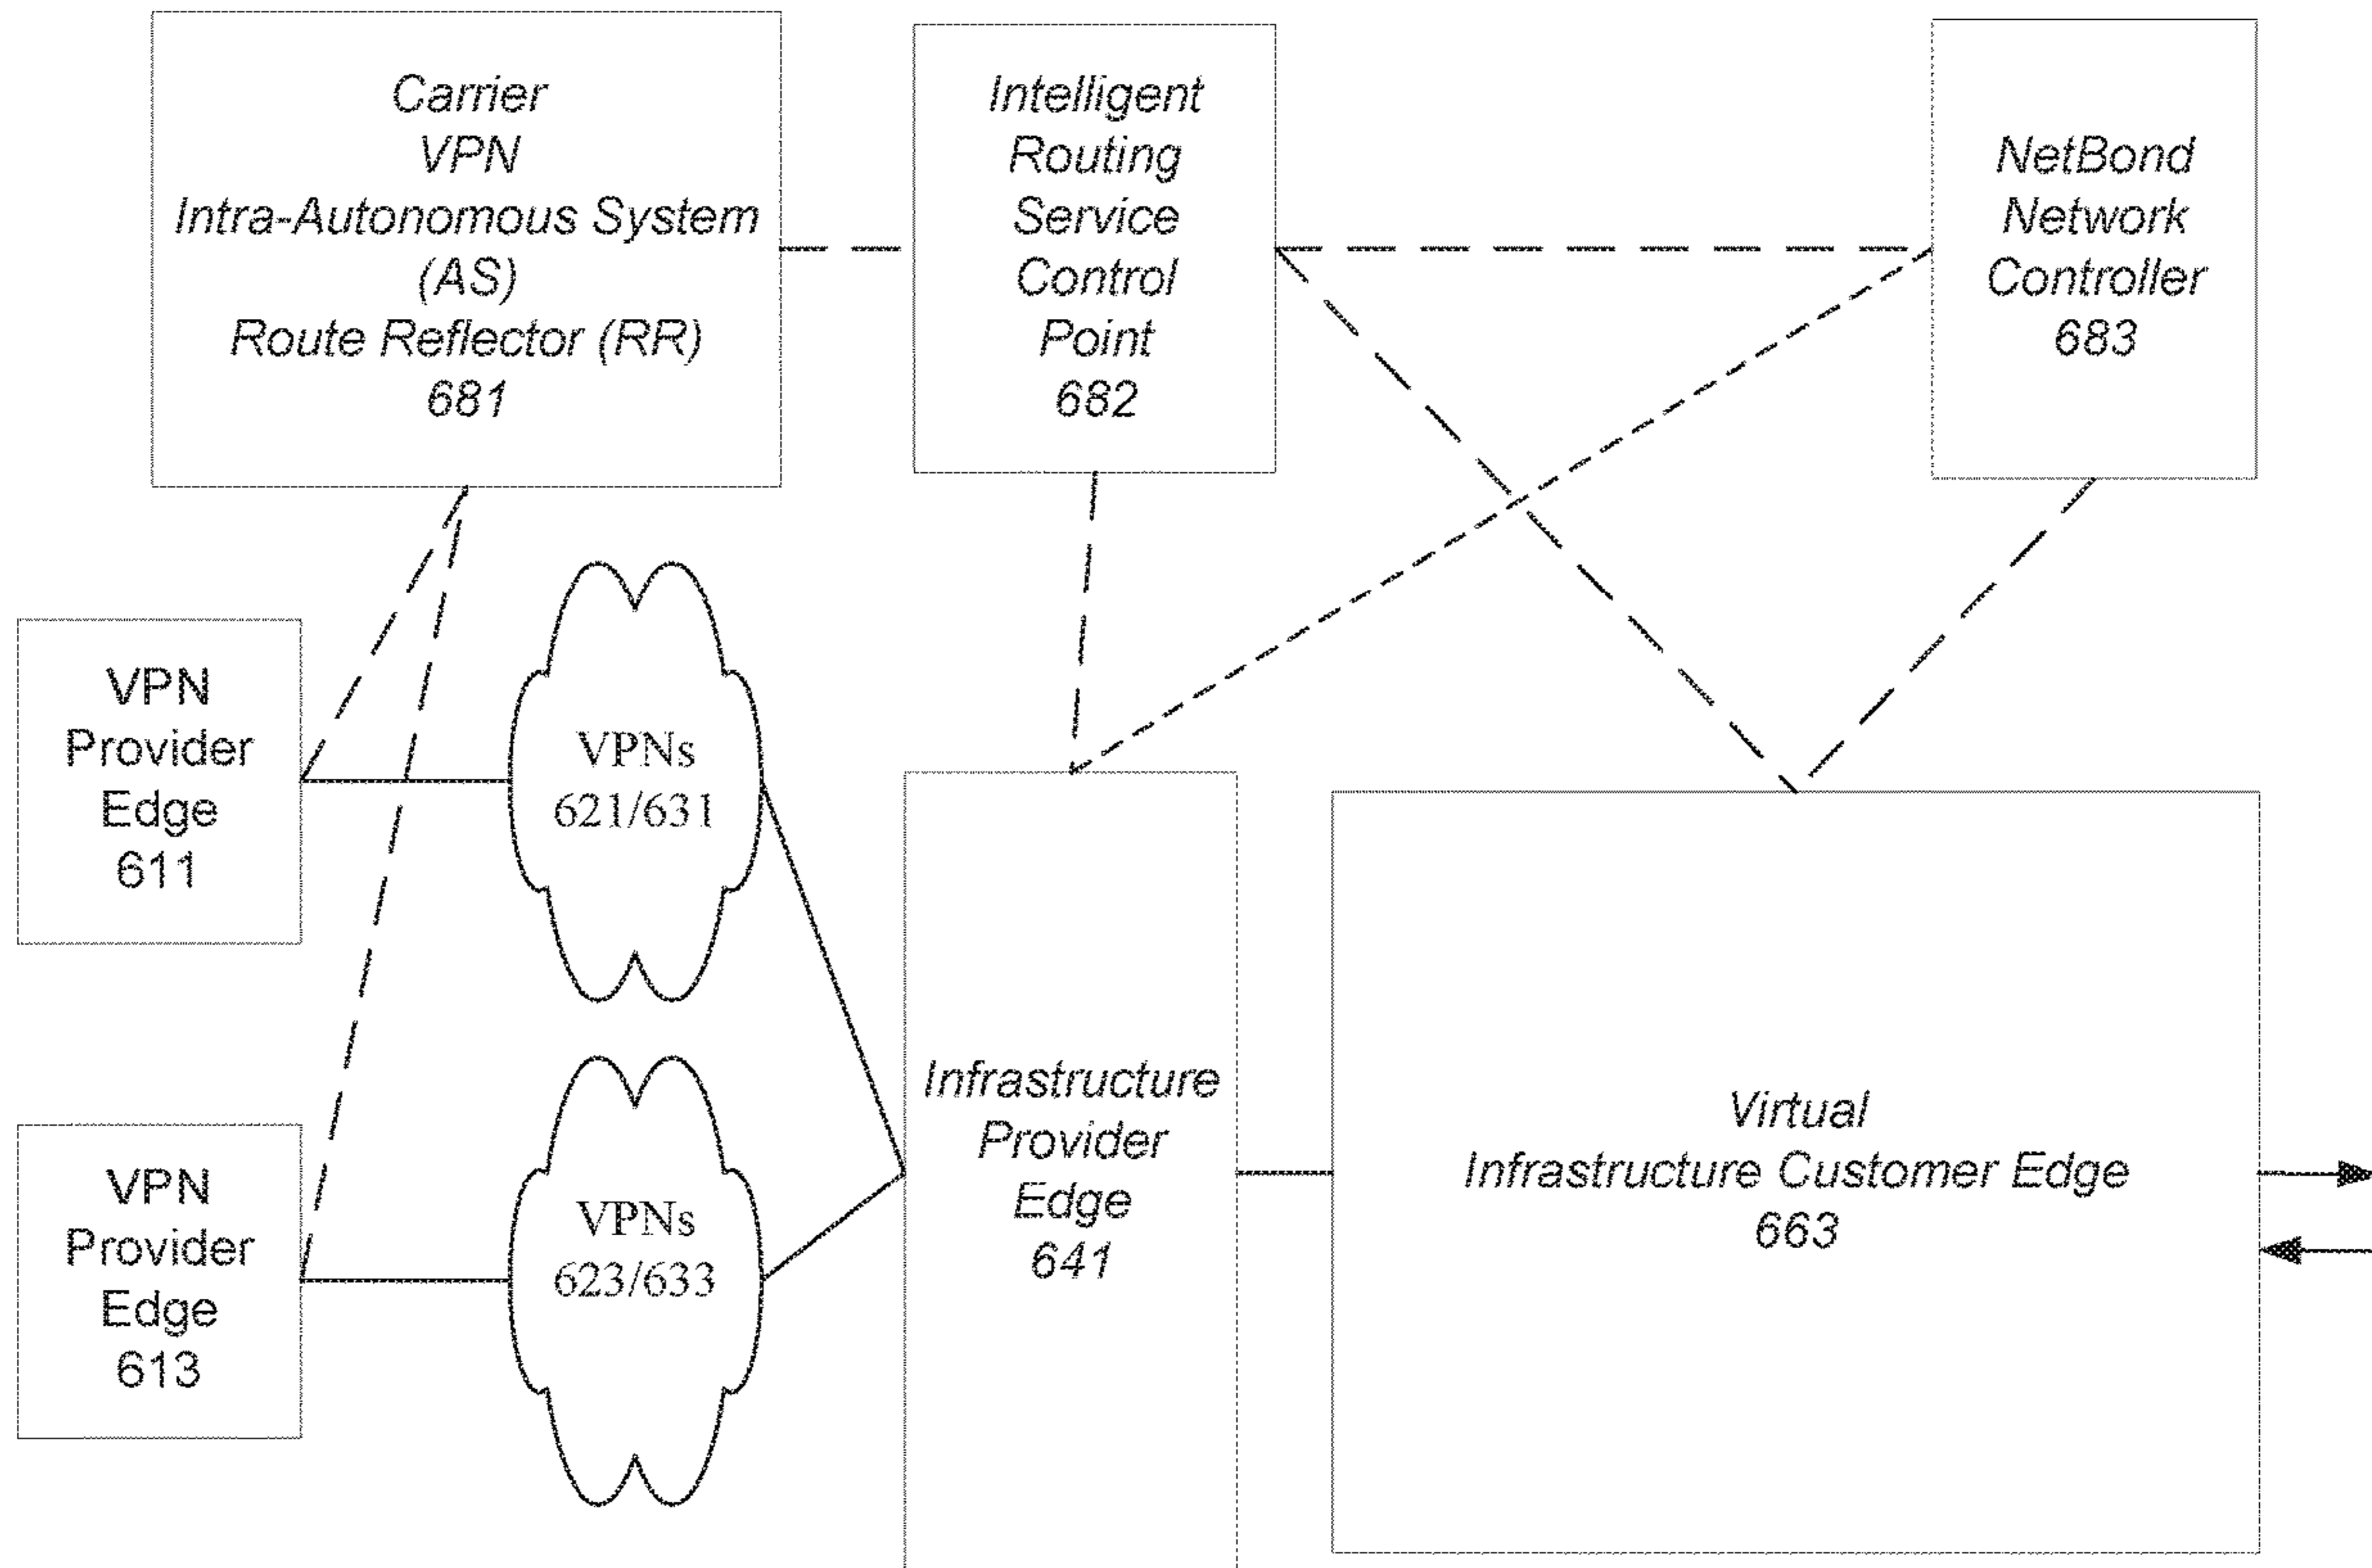 Carrier
VPN
Intra-Autonomous System
(AS)
Route Reflector (RR)
681
Intelligent
Routing
Service
Control
Point
682
NetBond
Network
Controller
683
VPN
Provider
Edge
611
VPNs
621/631
VPN
Provider
Edge
613
VPNs
623/633
Infrastructure
Provider
Edge
641
Virtual
Infrastructure Customer Edge
663